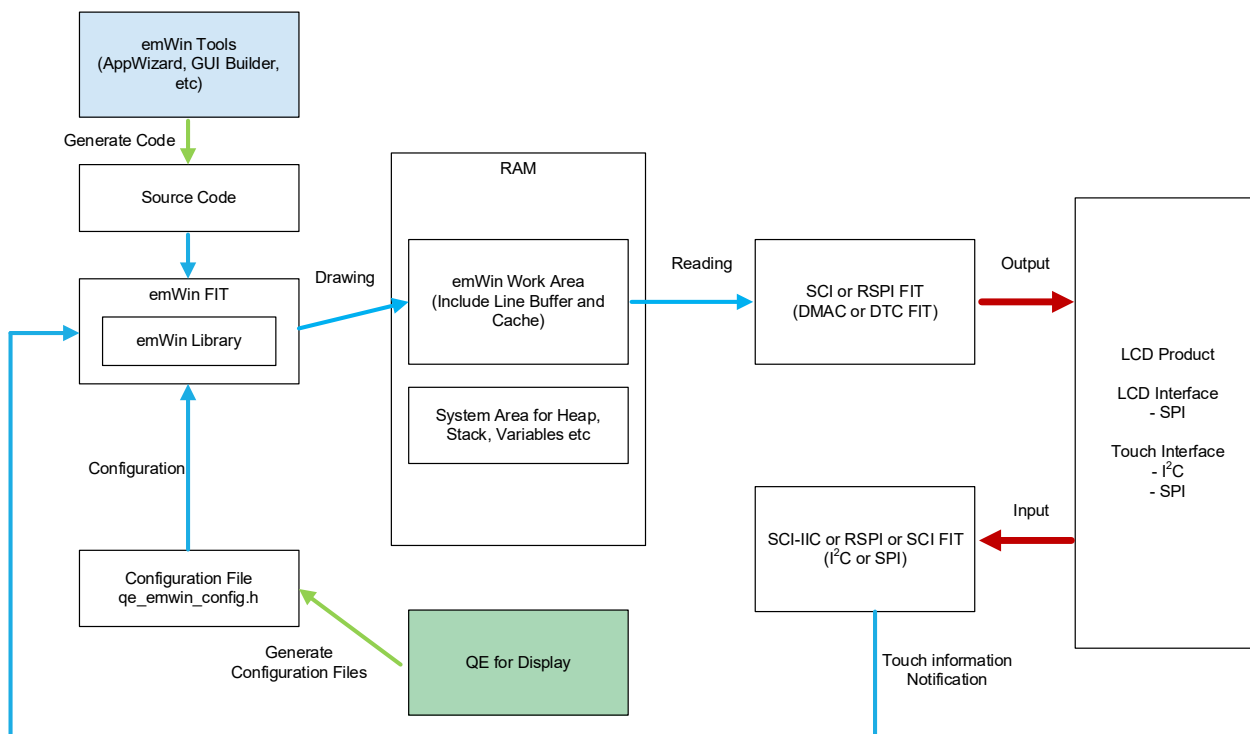 emWin Tools
(AppWizard, GUI Builder,
etc)
Generate Code
Source Code
emWin FIT
emWin Library
Drawing
RAM
emWin Work Area
(Include Line Buffer and
Cache)
System Area for Heap,
Stack, Variables etc
Reading
SCI or RSPI FIT
(DMAC or DTC FIT)
Output
LCD Product
LCD Interface
- SPI
Touch Interface
- I²C
- SPI
Input
SCI-IIC or RSPI or SCI FIT
(I²C or SPI)
Touch information
Notification
Configuration
Configuration File
qe_emwin_config.h
Generate
Configuration Files
QE for Display